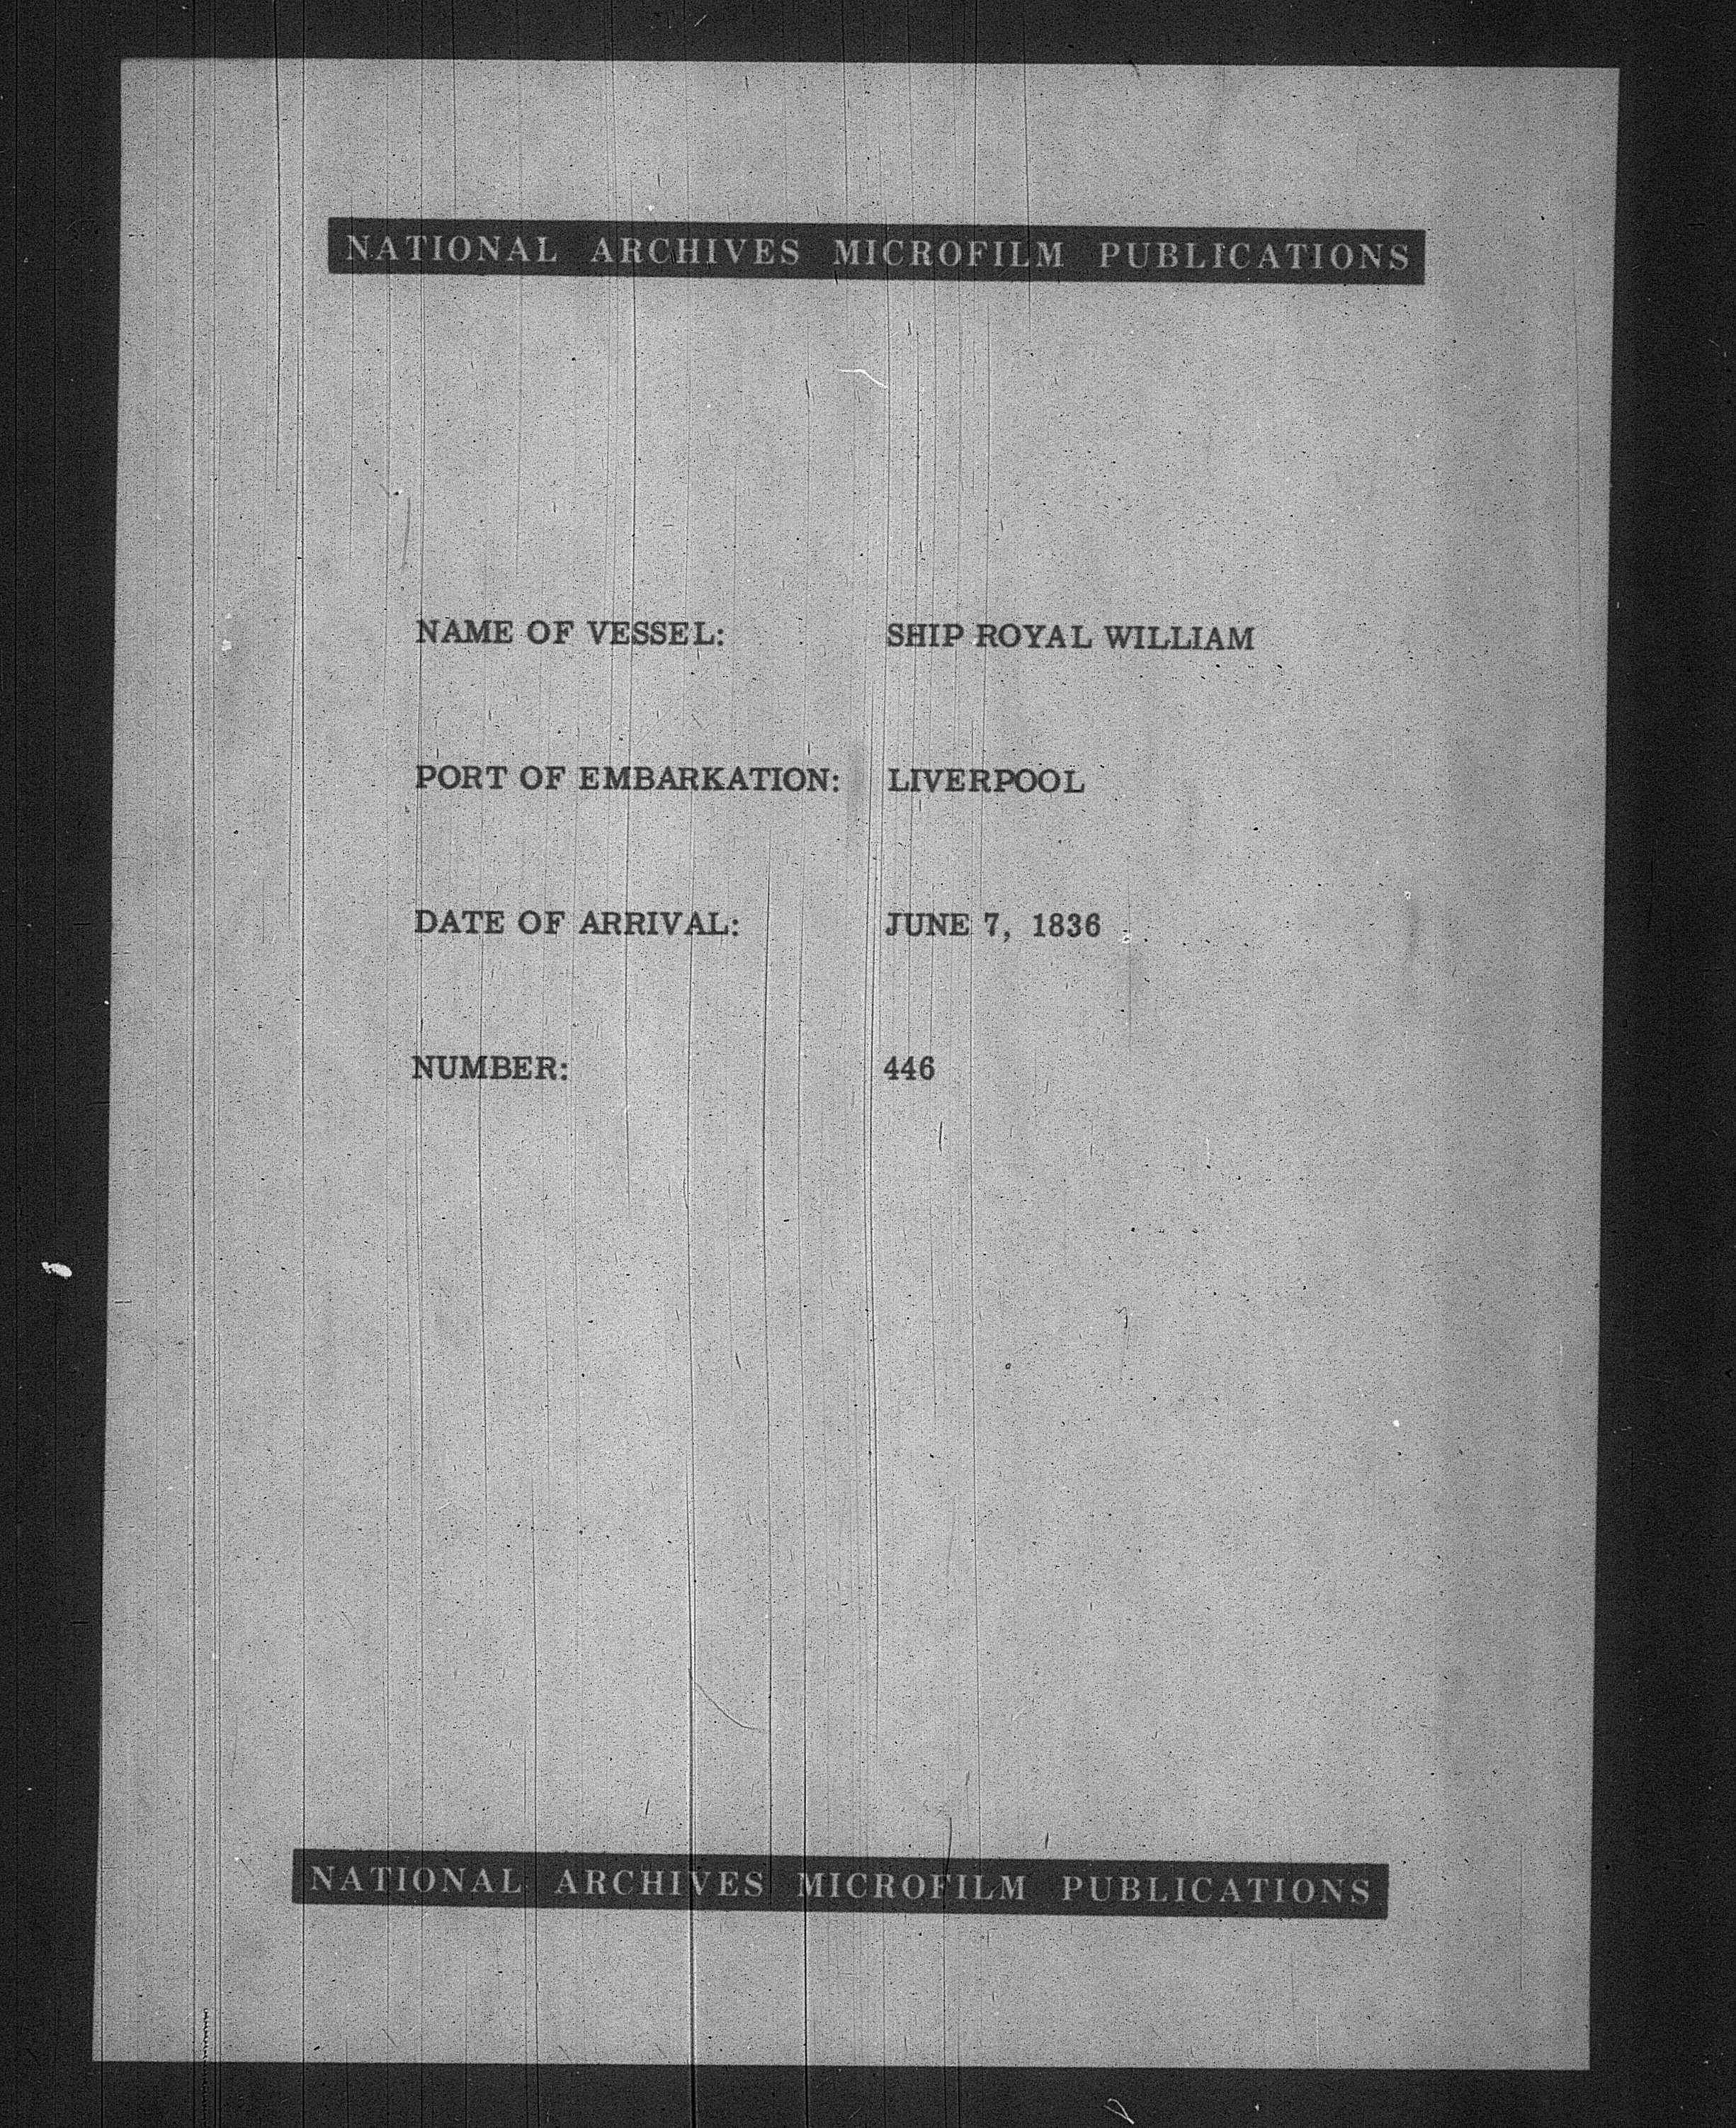 NATIONAL ARCHIVES MICROFILM PUBLICATIONS
NAME OF VESSEL: SHIP ROYAL WILLIAM
PORT OF EMBARKATION: LIVERPOOL
DATE OF ARRIVAL: JUNE 7, 1836
NUMBER: 446
NATIONAL ARCHIVES MICROFILM PUBLICATIONS